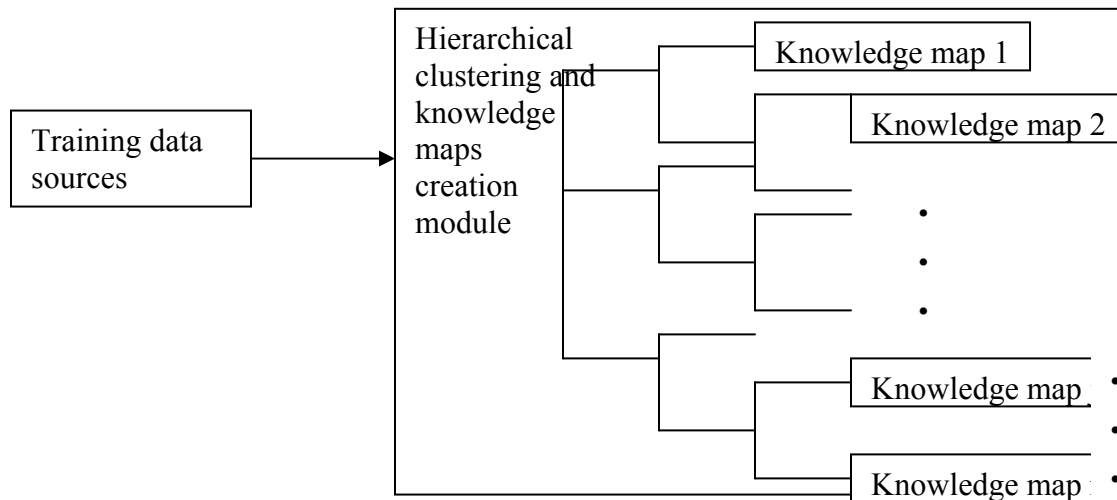 Training data
sources
Hierarchical
clustering and
knowledge
maps
creation
module
Knowledge map 1
Knowledge map 2
Knowledge map
Knowledge map